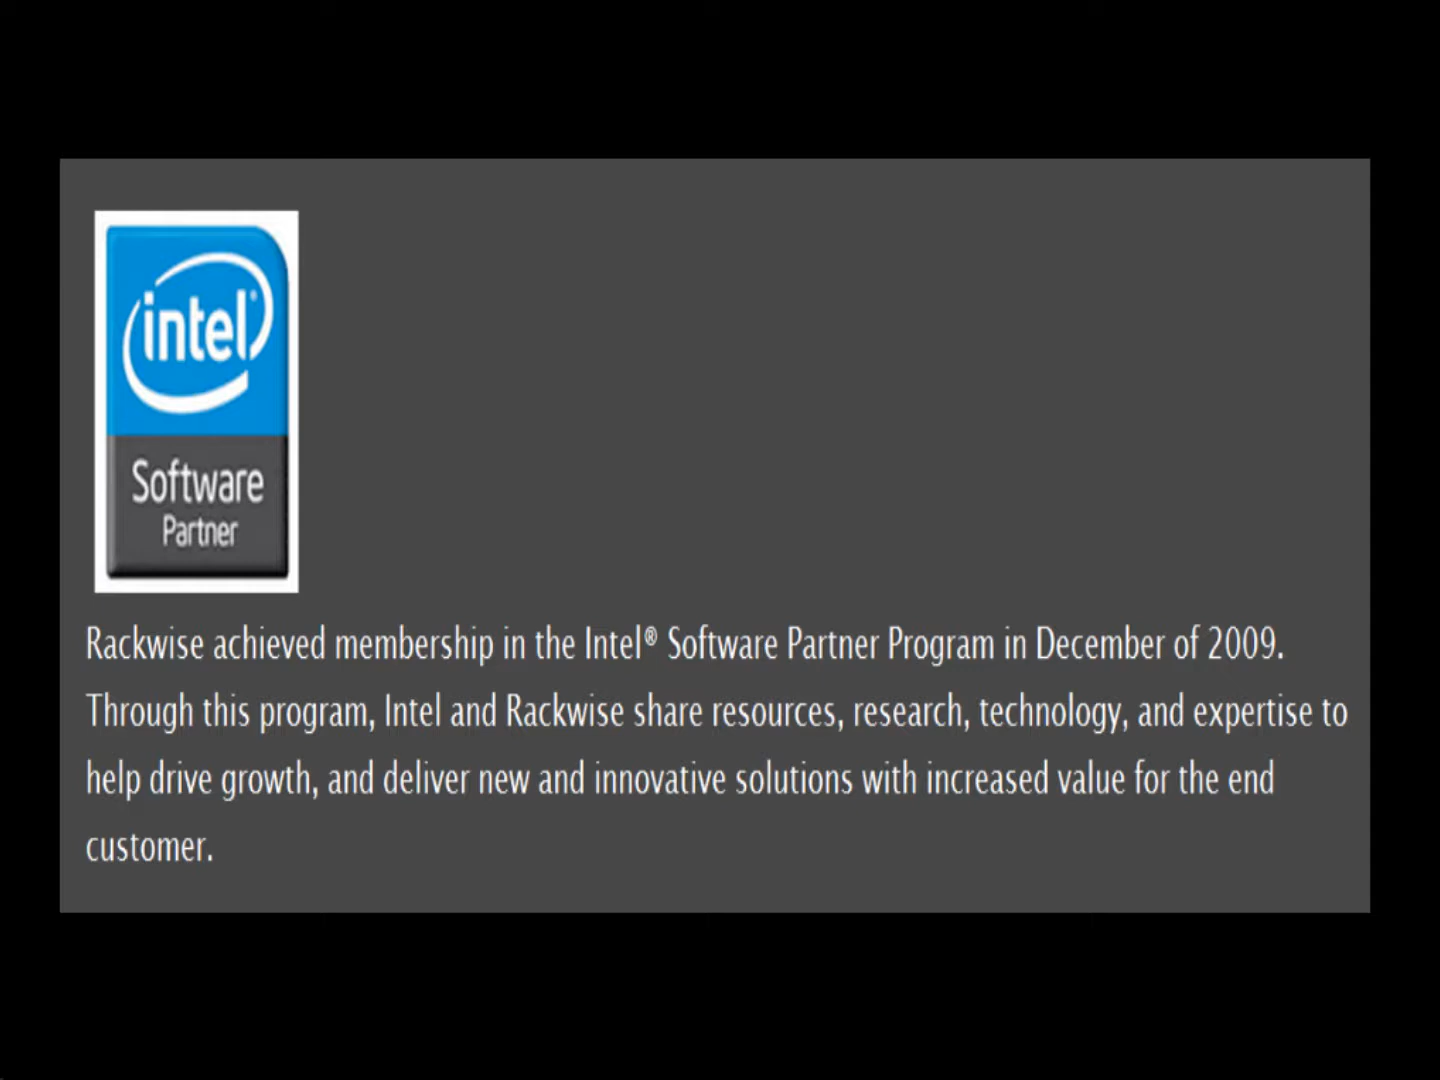 intel®
Software
Partner
Rackwise achieved membership in the Intel® Software Partner Program in December of 2009.
Through this program, Intel and Rackwise share resources, research, technology, and expertise to
help drive growth, and deliver new and innovative solutions with increased value for the end
customer.